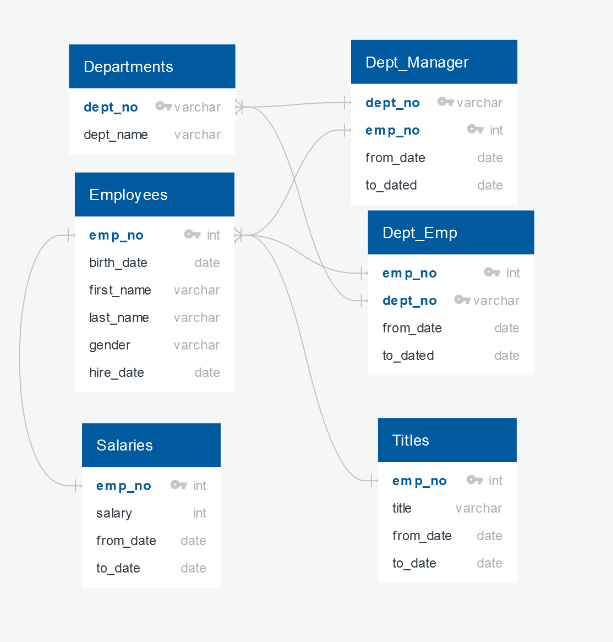 Departments
dept_no varchar
dept_name varchar
Dept_Manager
dept_no varchar
emp_no int
from_date date
to_dated date
Employees
emp_no int
birth_date date
first_name varchar
last_name varchar
gender varchar
hire_date date
Dept_Emp
emp_no int
dept_no varchar
from_date date
to_dated date
Salaries
emp_no int
salary int
from_date date
to_date date
Titles
emp_no int
title varchar
from_date date
to_date date